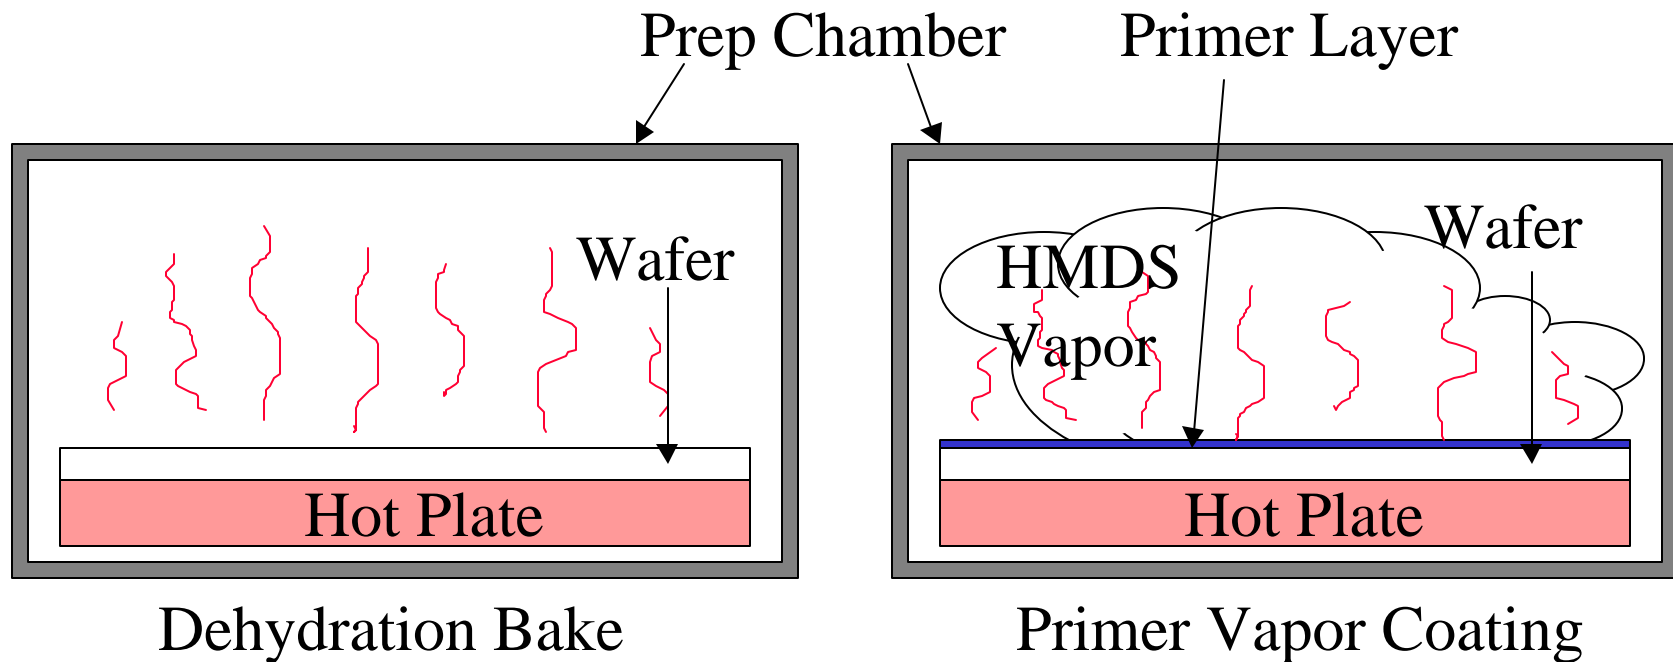 Prep Chamber
Primer Layer
Wafer
Hot Plate
Dehydration Bake
HMDS
Vapor
Wafer
Hot Plate
Primer Vapor Coating